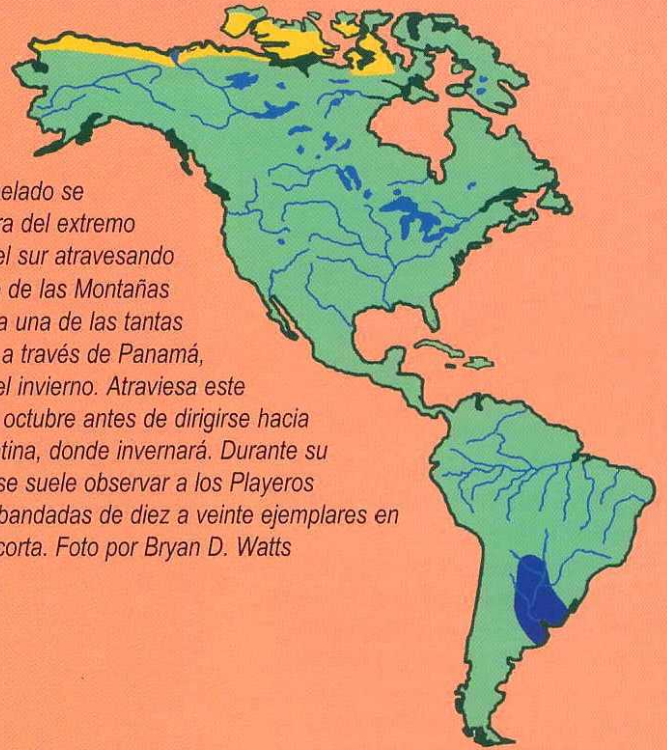 elado se
ra del extremo
el sur atravesando
de las Montañas
a una de las tantas
a través de Panamá,
el invierno. Atraviesa este
octubre antes de dirigirse hacia
tina, donde invernará. Durante su
se suele observar a los Playeros
bandadas de diez a veinte ejemplares en
corta. Foto por Bryan D. Watts